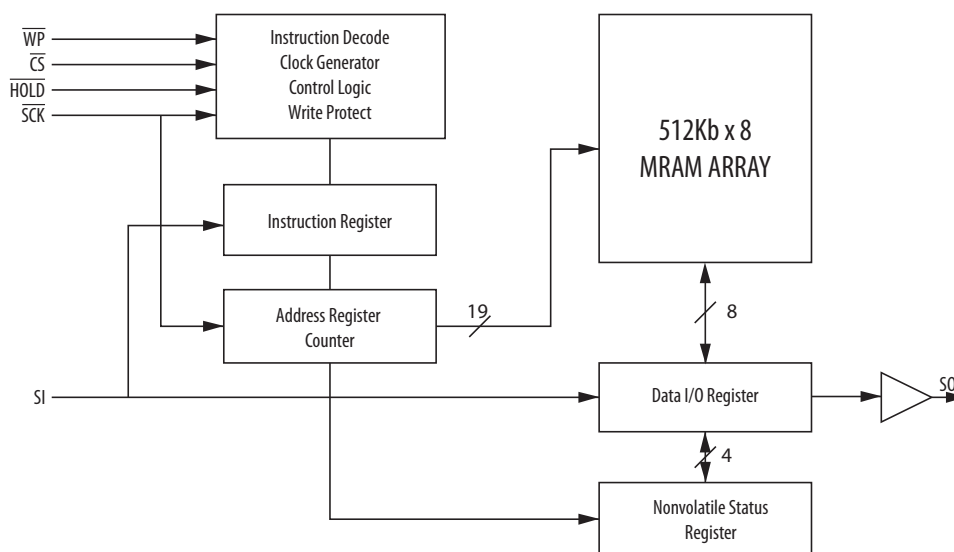 WP
CS
HOLD
SCK
Instruction Decode
Clock Generator
Control Logic
Write Protect
512Kb x 8
MRAM ARRAY
Instruction Register
Address Register
Counter
19
8
SI
Data I/O Register
SO
4
Nonvolatile Status
Register